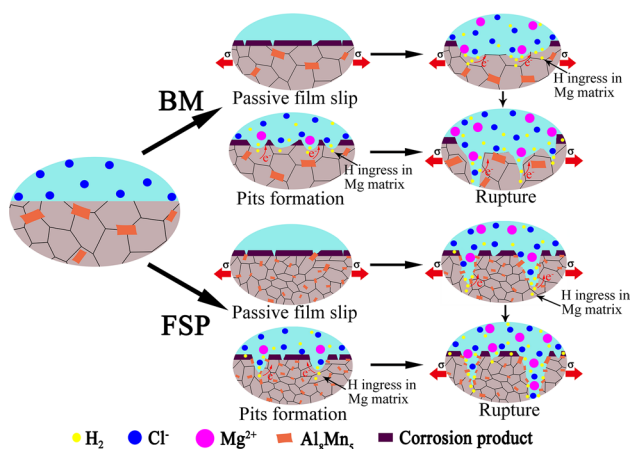 σ
σ
H ingress in
Mg matrix
e⁻
BM
Passive film slip
σ
σ
e⁻
e⁻
H ingress in
Mg matrix
e⁻
e⁻
Pits formation
Rupture
σ
σ
σ
σ
e⁻
e⁻
H ingress in
Mg matrix
Passive film slip
FSP
σ
σ
e⁻
e⁻
H ingress in
Mg matrix
Pits formation
Rupture
H₂
Cl⁻
Mg²⁺
Al₈Mn₅
Corrosion product